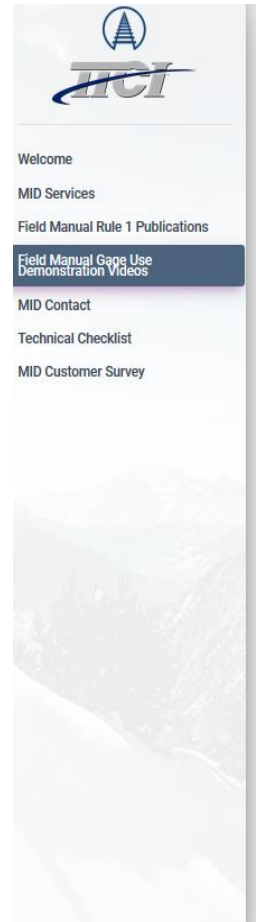 TTCI
Welcome
MID Services
Field Manual Rule 1 Publications
Field Manual Gage Use
Demonstration Videos
MID Contact
Technical Checklist
MID Customer Survey